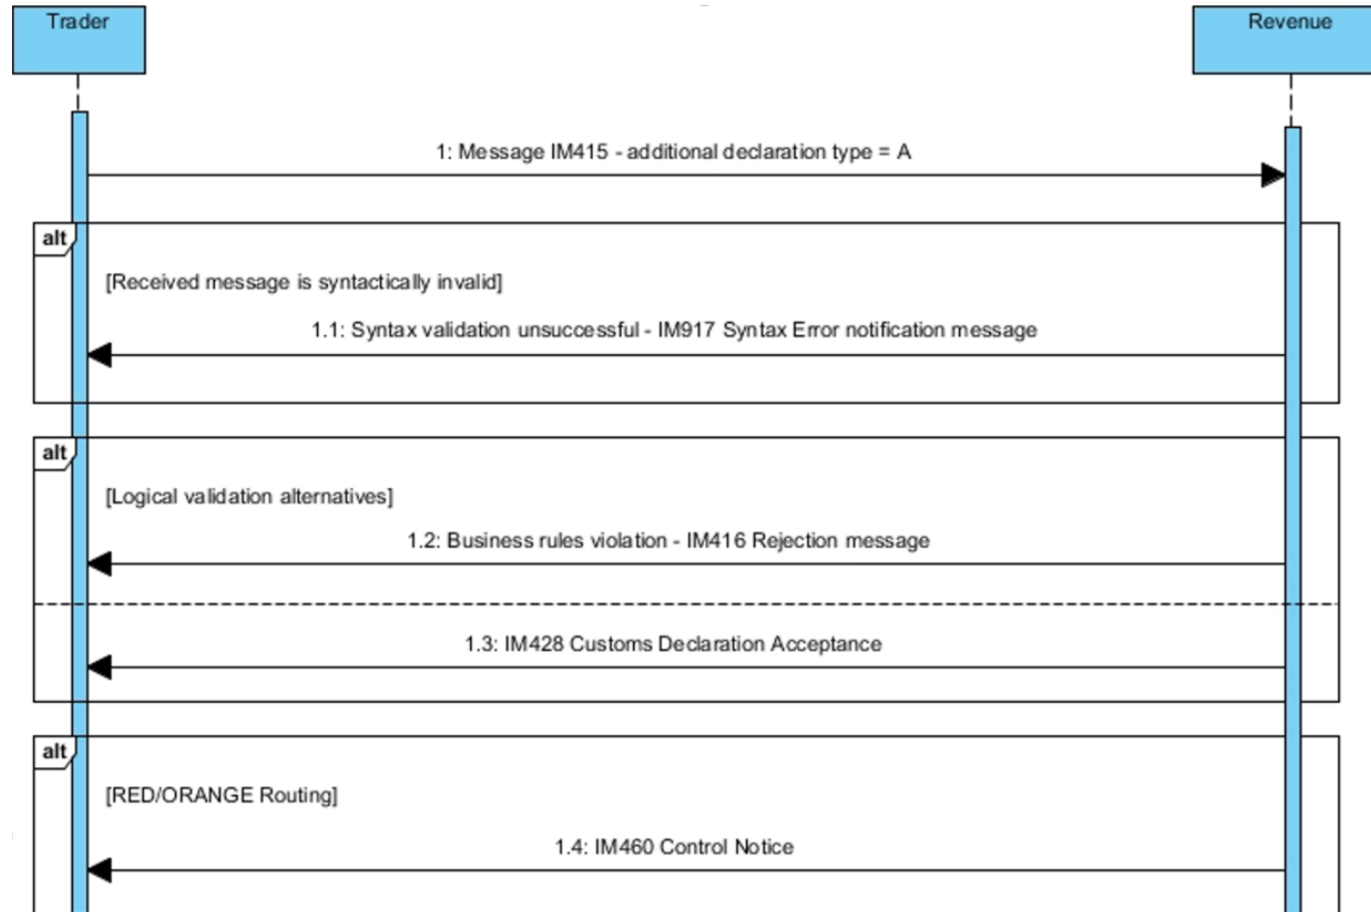 Trader
Revenue
1: Message IM415 - additional declaration type = A
alt
[Received message is syntactically invalid]
1.1: Syntax validation unsuccessful - IM917 Syntax Error notification message
alt
[Logical validation alternatives]
1.2: Business rules violation - IM416 Rejection message
1.3: IM428 Customs Declaration Acceptance
alt
[RED/ORANGE Routing]
1.4: IM460 Control Notice